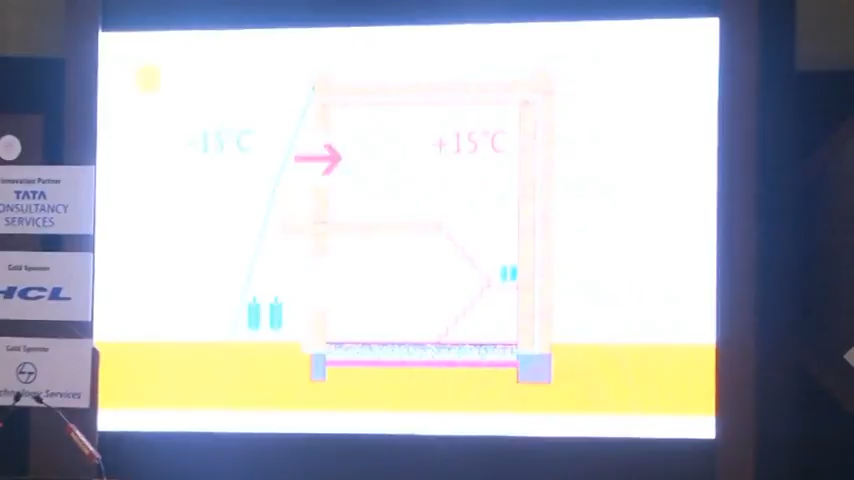 -15°C
+15°C
Innovation Partner
TATA
CONSULTANCY
SERVICES
Gold Sponsor
HCL
Gold Sponsor
Technology Services